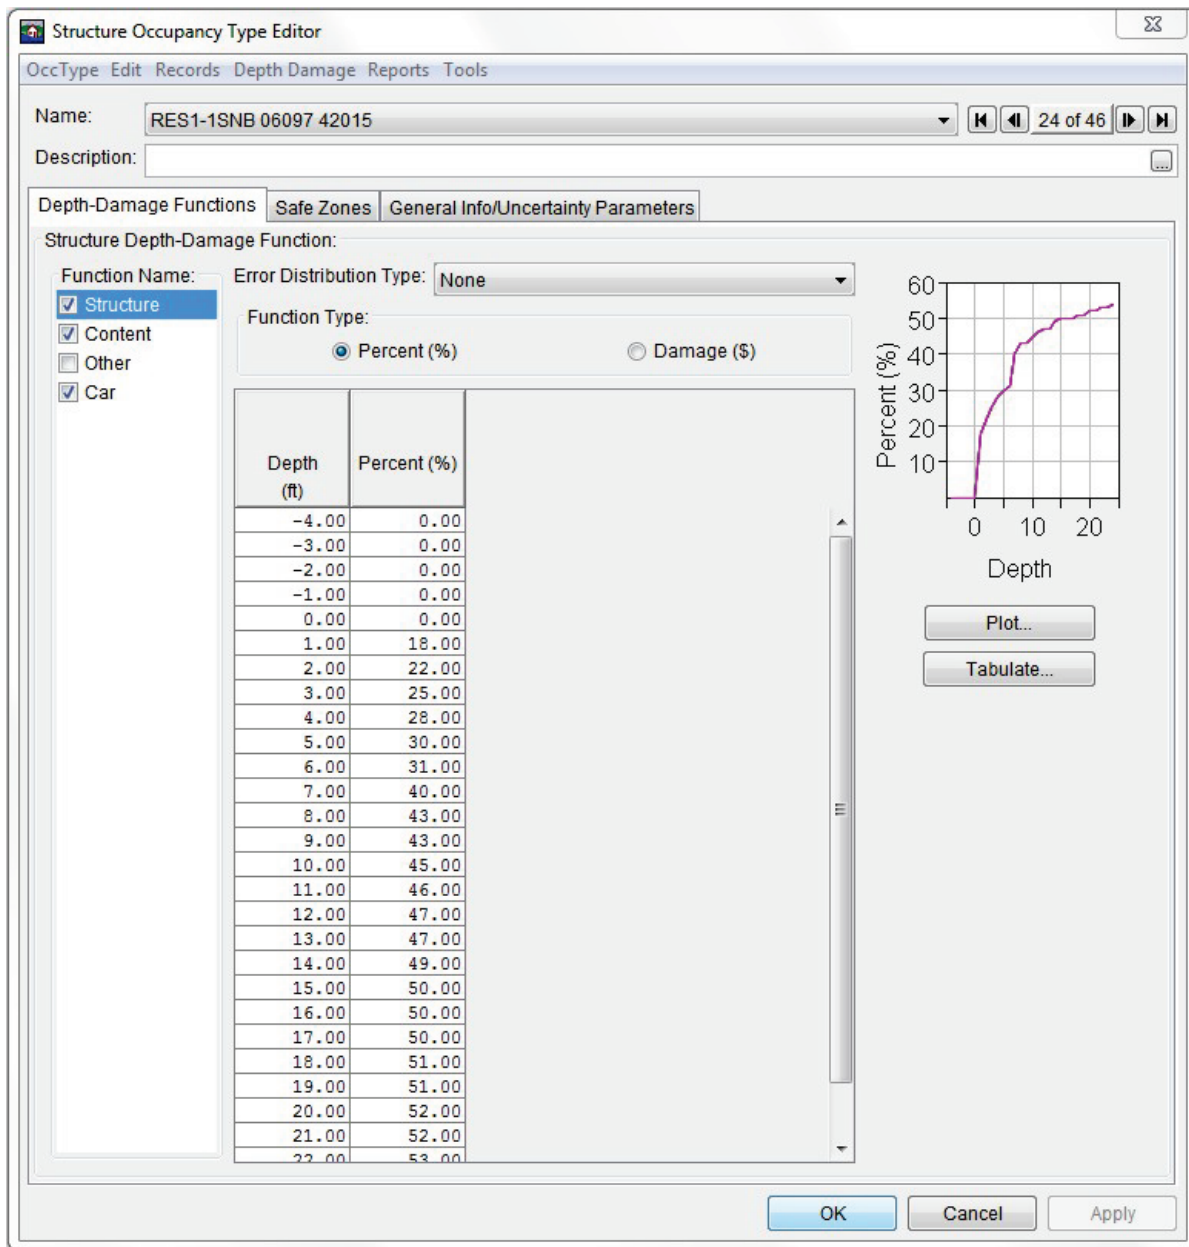 Structure Occupancy Type Editor
OccType Edit Records Depth Damage Reports Tools
Name: RES1-1SNB 06097 42015 24 of 46
Description: ...
Depth-Damage Functions Safe Zones General Info/Uncertainty Parameters
Structure Depth-Damage Function:
Function Name:
Structure
Content
Other
Car
Error Distribution Type: None
Function Type:
Percent (%) Damage ($)
Depth (ft) Percent (%)
-4.00 0.00
-3.00 0.00
-2.00 0.00
-1.00 0.00
0.00 0.00
1.00 18.00
2.00 22.00
3.00 25.00
4.00 28.00
5.00 30.00
6.00 31.00
7.00 40.00
8.00 43.00
9.00 43.00
10.00 45.00
11.00 46.00
12.00 47.00
13.00 47.00
14.00 49.00
15.00 50.00
16.00 50.00
17.00 50.00
18.00 51.00
19.00 51.00
20.00 52.00
21.00 52.00
22.00 53.00
Percent (%)
60
50
40
30
20
10
0 10 20
Depth
Plot...
Tabulate...
OK Cancel Apply